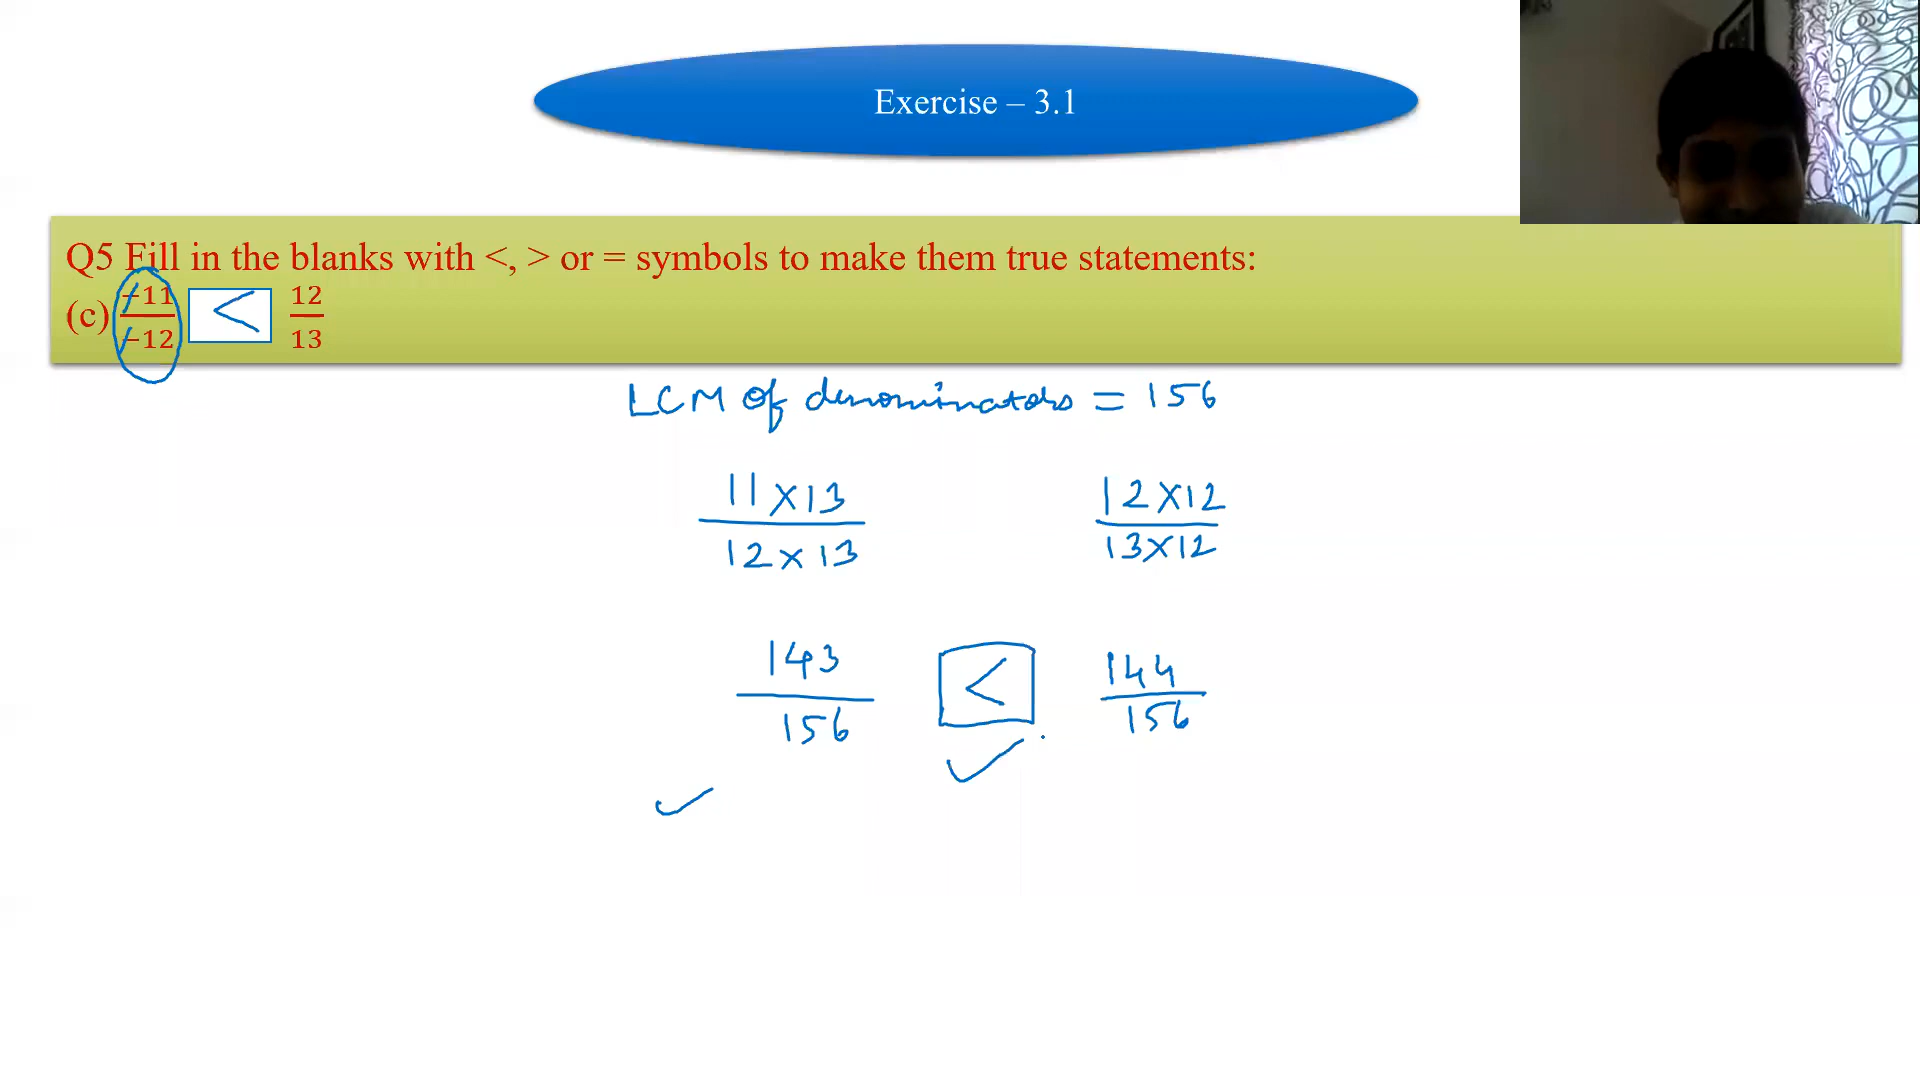 Exercise – 3.1
Q5 Fill in the blanks with <, > or = symbols to make them true statements:
(c) −11/−12 < 12/13
LCM of denominators = 156
11×13/12×13 12×12/13×12
143/156 < 144/156